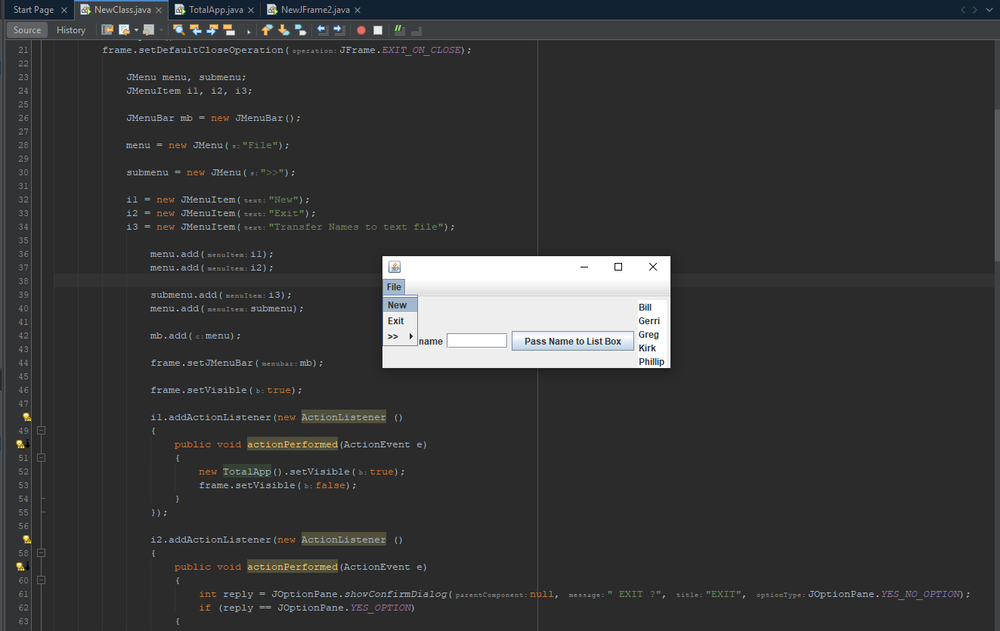 Start Page NewClass.java TotalApp.java NewJFrame2.java
Source History
21 frame.setDefaultCloseOperation(operation: JFrame.EXIT_ON_CLOSE);
22
23 JMenu menu, submenu;
24 JMenuItem i1, i2, i3;
25
26 JMenuBar mb = new JMenuBar();
27
28 menu = new JMenu(s: "File");
29
30 submenu = new JMenu(s: ">>");
31
32 i1 = new JMenuItem(text: "New");
33 i2 = new JMenuItem(text: "Exit");
34 i3 = new JMenuItem(text: "Transfer Names to text file");
35
36 menu.add(menuItem: i1);
37 menu.add(menuItem: i2);
38
39 submenu.add(menuItem: i3);
40 menu.add(menuItem: submenu);
41
42 mb.add(c: menu);
43
44 frame.setJMenuBar(menubar: mb);
45
46 frame.setVisible(b: true);
47
i1.addActionListener(new ActionListener ()
49 {
public void actionPerformed(ActionEvent e)
51 {
52 new TotalApp().setVisible(b: true);
53 frame.setVisible(b: false);
54 }
55 });
56
i2.addActionListener(new ActionListener ()
58 {
public void actionPerformed(ActionEvent e)
60 {
61 int reply = JOptionPane.showConfirmDialog(parentComponent: null, message: " EXIT ?", title: "EXIT", optionType: JOptionPane.YES_NO_OPTION);
62 if (reply == JOptionPane.YES_OPTION)
63 {
File
New
Exit
>>
name
Pass Name to List Box
Bill
Gerri
Greg
Kirk
Phillip